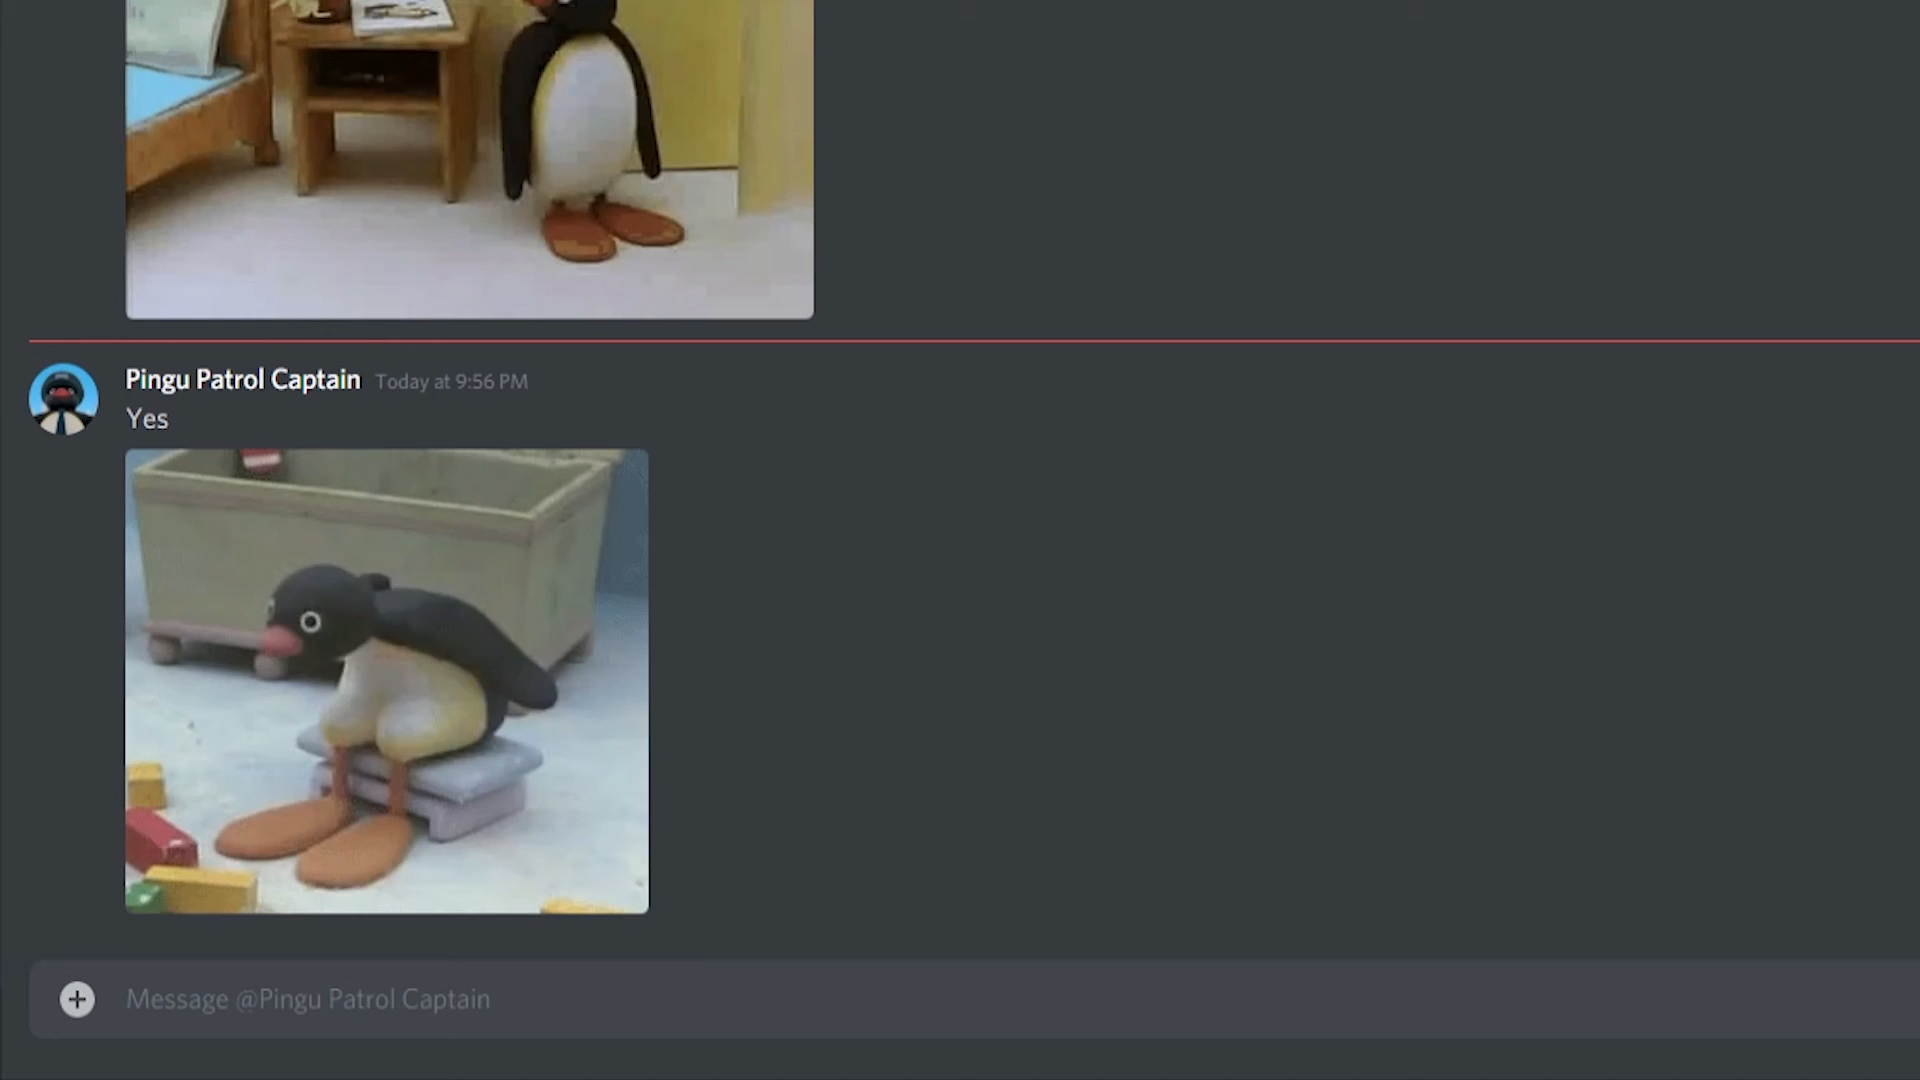 Pingu Patrol Captain Today at 9:56 PM
Yes
Message @Pingu Patrol Captain